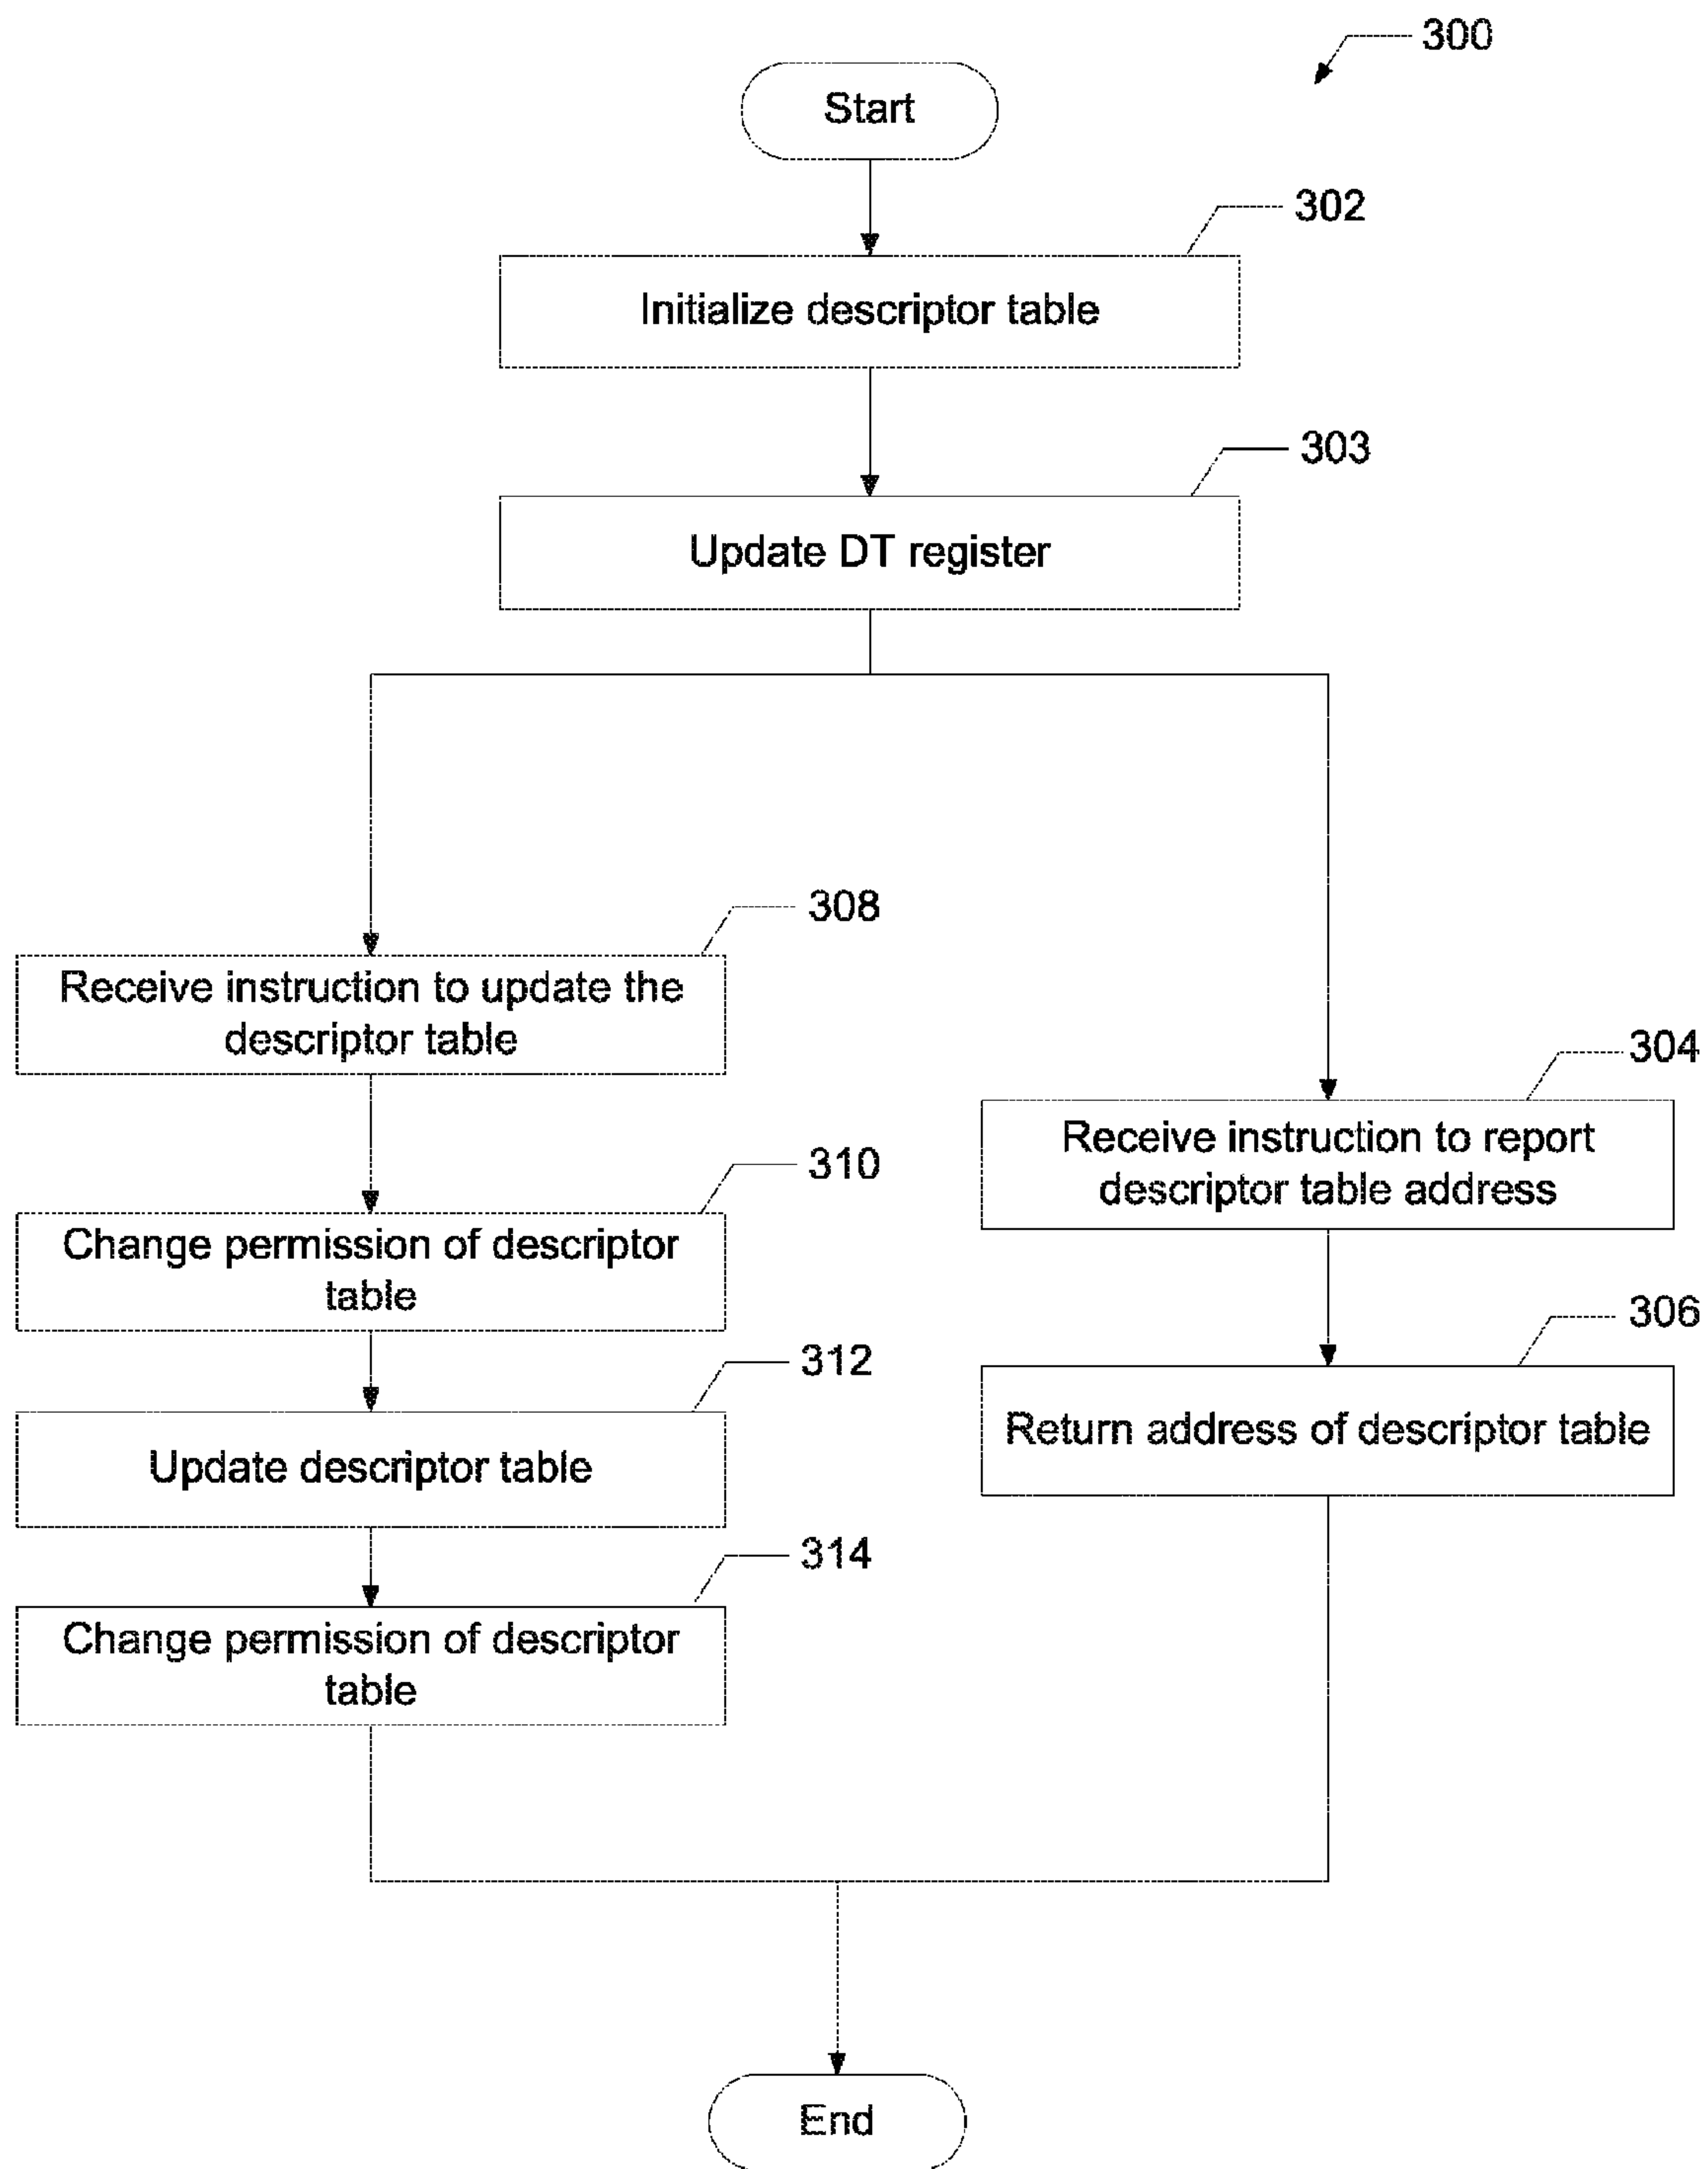 300
Start
302
Initialize descriptor table
303
Update DT register
308
Receive instruction to update the
descriptor table
304
Receive instruction to report
descriptor table address
310
Change permission of descriptor
table
306
Return address of descriptor table
312
Update descriptor table
314
Change permission of descriptor
table
End